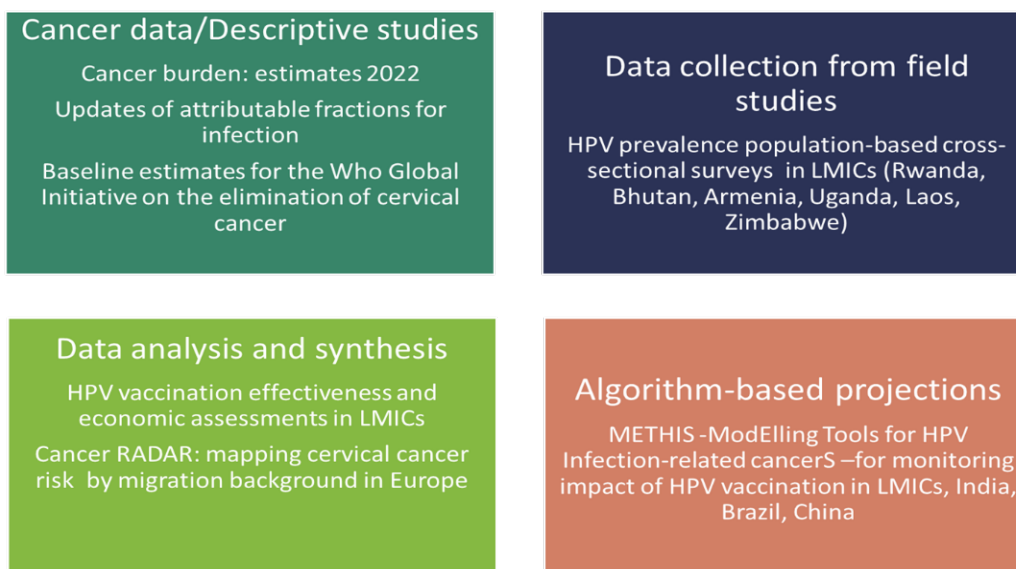 Cancer data/Descriptive studies
Cancer burden: estimates 2022
Updates of attributable fractions for
infection
Baseline estimates for the Who Global
Initiative on the elimination of cervical
cancer
Data collection from field
studies
HPV prevalence population-based cross-
sectional surveys in LMICs (Rwanda,
Bhutan, Armenia, Uganda, Laos,
Zimbabwe)
Data analysis and synthesis
HPV vaccination effectiveness and
economic assessments in LMICs
Cancer RADAR: mapping cervical cancer
risk by migration background in Europe
Algorithm-based projections
METHIS -ModElling Tools for HPV
Infection-related cancerS –for monitoring
impact of HPV vaccination in LMICs, India,
Brazil, China